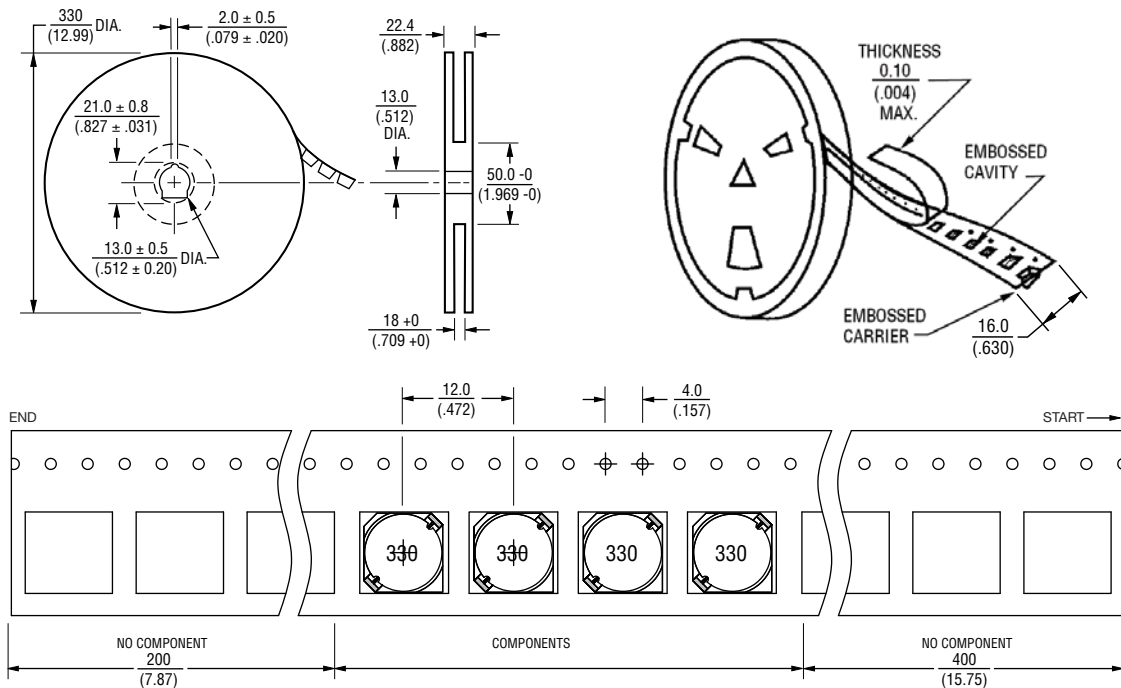 330
(12.99)
DIA.
2.0 ± 0.5
(.079 ± .020)
21.0 ± 0.8
(.827 ± .031)
13.0 ± 0.5
(.512 ± 0.20)
DIA.
22.4
(.882)
13.0
(.512)
DIA.
50.0 -0
(1.969 -0)
18 +0
(.709 +0)
THICKNESS
0.10
(.004)
MAX.
EMBOSSED
CAVITY
EMBOSSED
CARRIER
16.0
(.630)
12.0
(.472)
4.0
(.157)
END
START
330
330
330
330
NO COMPONENT
200
(7.87)
COMPONENTS
NO COMPONENT
400
(15.75)